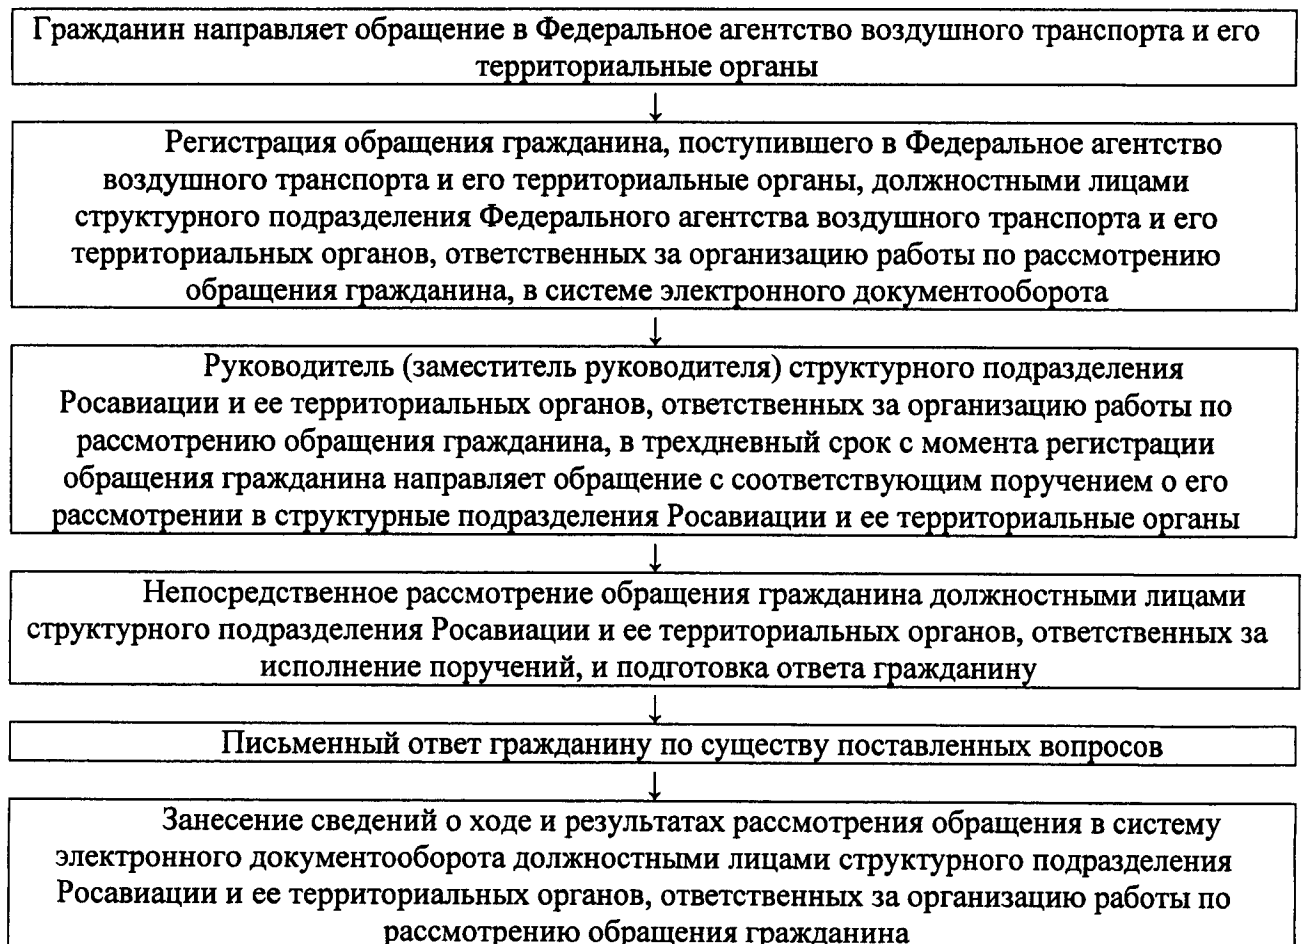 Гражданин направляет обращение в Федеральное агентство воздушного транспорта и его
территориальные органы
Регистрация обращения гражданина, поступившего в Федеральное агентство
воздушного транспорта и его территориальные органы, должностными лицами
структурного подразделения Федерального агентства воздушного транспорта и его
территориальных органов, ответственных за организацию работы по рассмотрению
обращения гражданина, в системе электронного документооборота
Руководитель (заместитель руководителя) структурного подразделения
Росавиации и ее территориальных органов, ответственных за организацию работы по
рассмотрению обращения гражданина, в трехдневный срок с момента регистрации
обращения гражданина направляет обращение с соответствующим поручением о его
рассмотрении в структурные подразделения Росавиации и ее территориальные органы
Непосредственное рассмотрение обращения гражданина должностными лицами
структурного подразделения Росавиации и ее территориальных органов, ответственных за
исполнение поручений, и подготовка ответа гражданину
Письменный ответ гражданину по существу поставленных вопросов
Занесение сведений о ходе и результатах рассмотрения обращения в систему
электронного документооборота должностными лицами структурного подразделения
Росавиации и ее территориальных органов, ответственных за организацию работы по
рассмотрению обращения гражданина